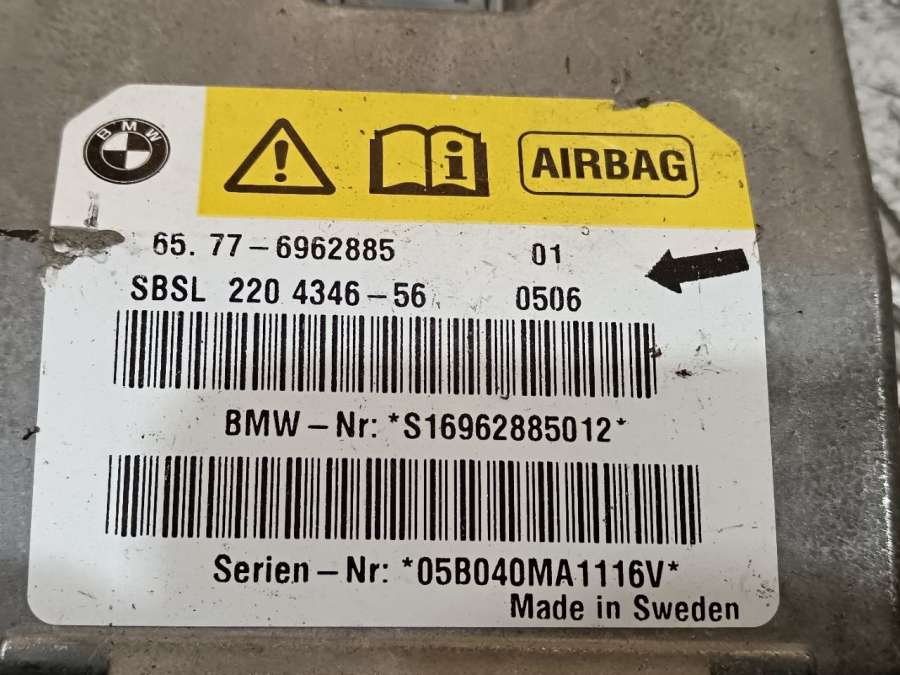 BMW
i AIRBAG
65. 77-6962885 01
SBSL 220 4346-56 0506
BMW-Nr: *S16962885012*
Serien-Nr: *05B040MA1116V*
Made in Sweden